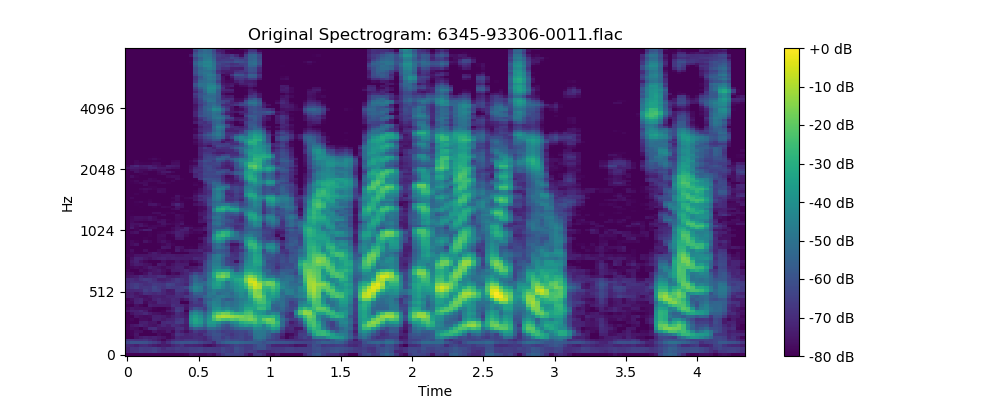 Original Spectrogram: 6345-93306-0011.flac
Hz
4096
2048
1024
512
0
0 0.5 1 1.5 2 2.5 3 3.5 4
Time
+0 dB
-10 dB
-20 dB
-30 dB
-40 dB
-50 dB
-60 dB
-70 dB
-80 dB